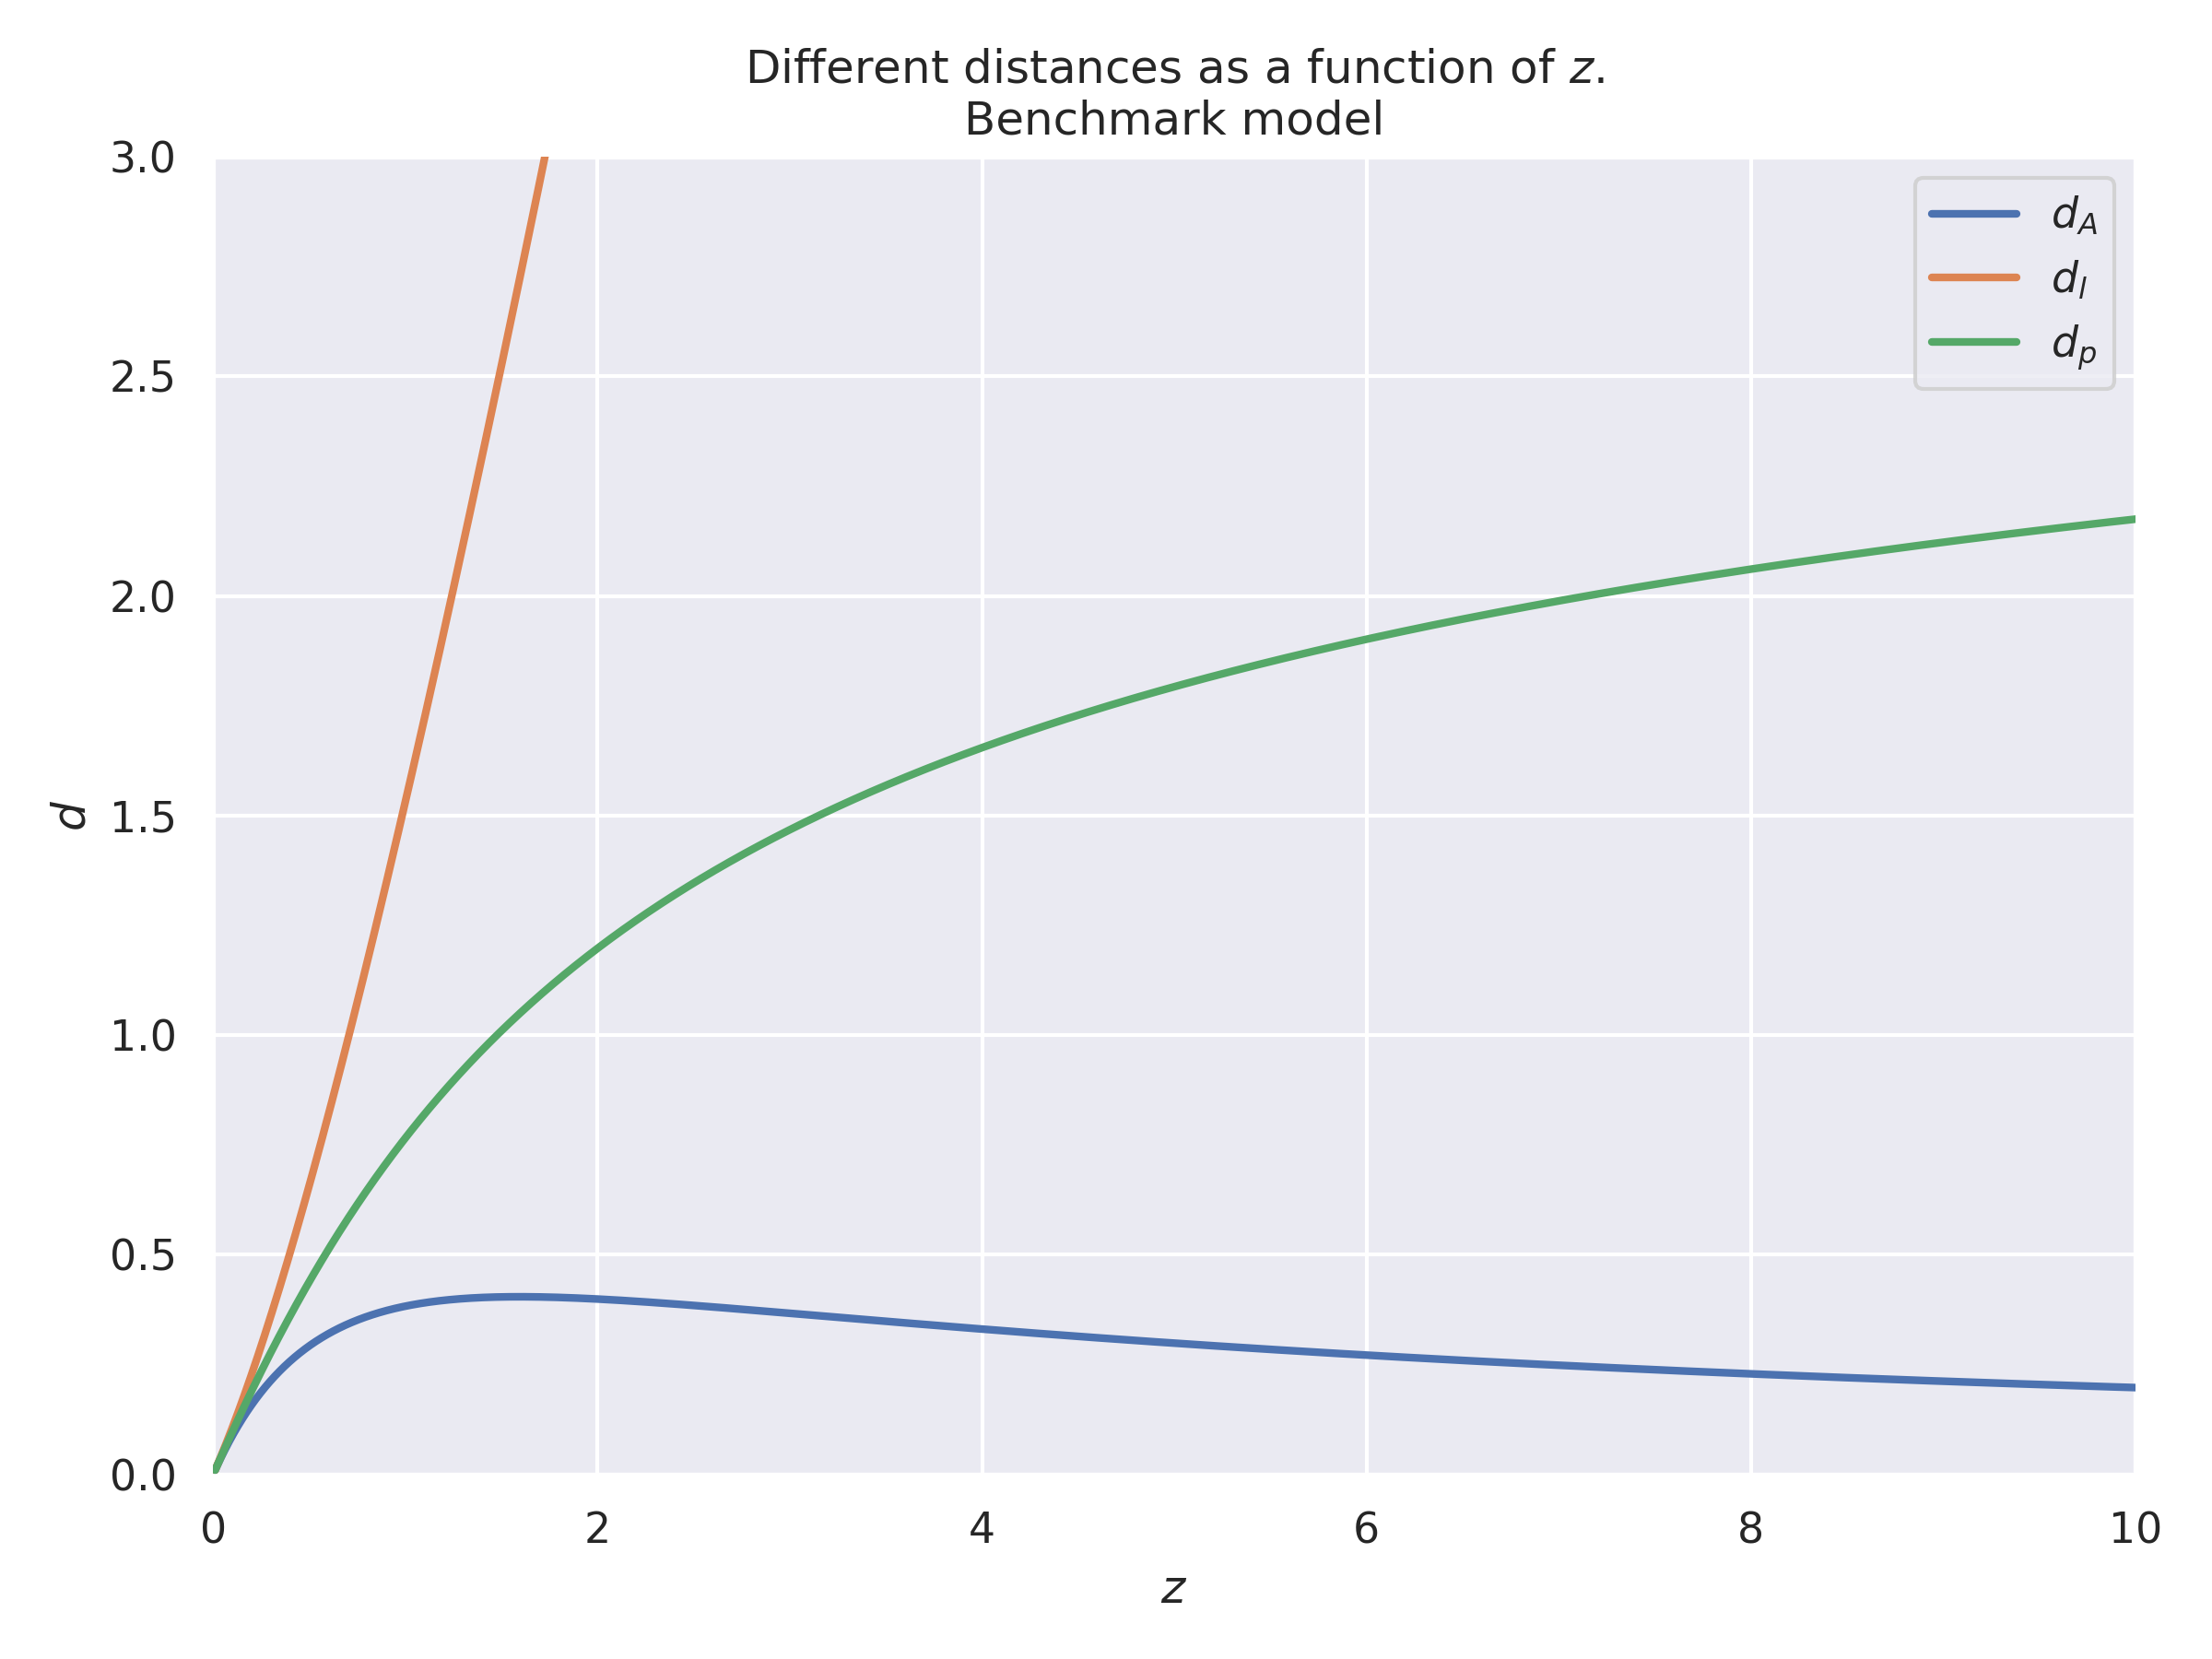 Different distances as a function of z.
Benchmark model
3.0
2.5
2.0
1.5
1.0
0.5
0.0
d
0 2 4 6 8 10
z
d_A
d_l
d_p